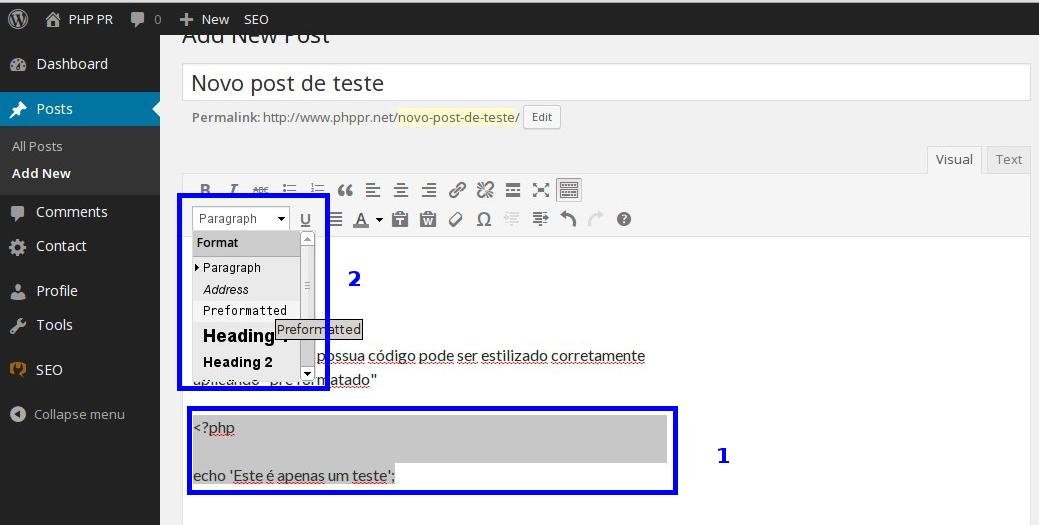 PHP PR 0 New SEO
Add New Post
Dashboard
Posts
All Posts
Add New
Comments
Contact
Profile
Tools
SEO
Collapse menu
Novo post de teste
Permalink: http://www.phppr.net/novo-post-de-teste/ Edit
Visual Text
B I ABC
Paragraph U A T W Ω ?
Format
Paragraph
Address
Preformatted
Preformatted
Heading 1
Heading 2
2
possua código pode ser estilizado corretamente
aplicando "pré formatado"
<?php
echo 'Este é apenas um teste';
1